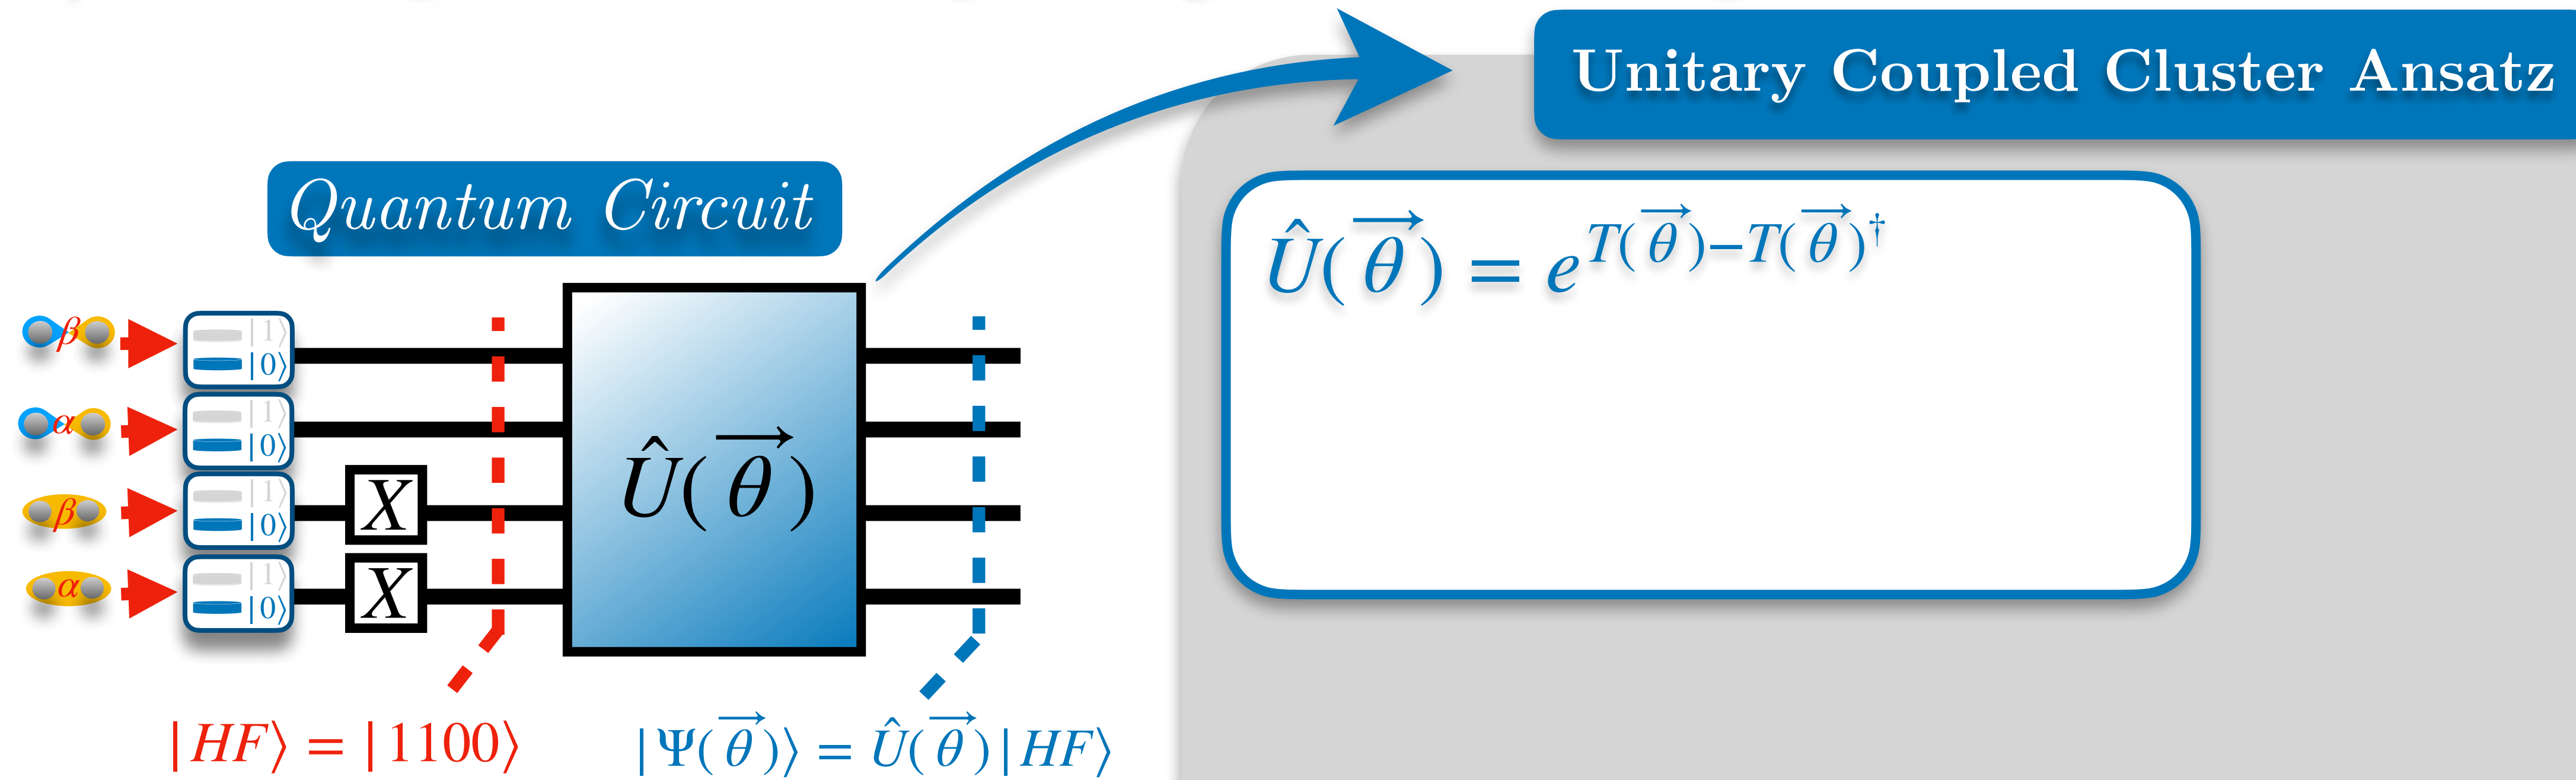 Unitary Coupled Cluster Ansatz
Quantum Circuit
Û(θ⃗) = e^{T(θ⃗)−T(θ⃗)†}
β |1⟩
|0⟩
α |1⟩
|0⟩
β |1⟩
|0⟩
X
α |1⟩
|0⟩
X
Û(θ⃗)
|HF⟩ = |1100⟩
|Ψ(θ⃗)⟩ = Û(θ⃗)|HF⟩